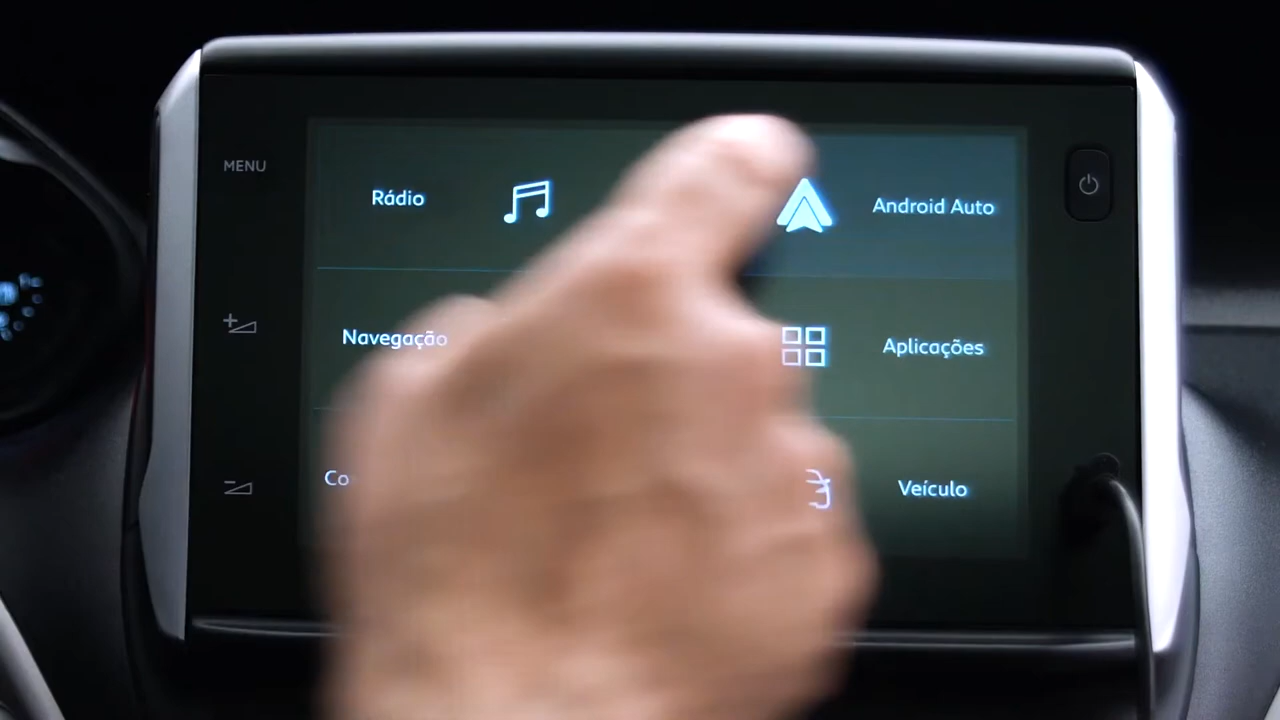 MENU
Rádio
Android Auto
Navegação
Aplicações
Co
Veículo